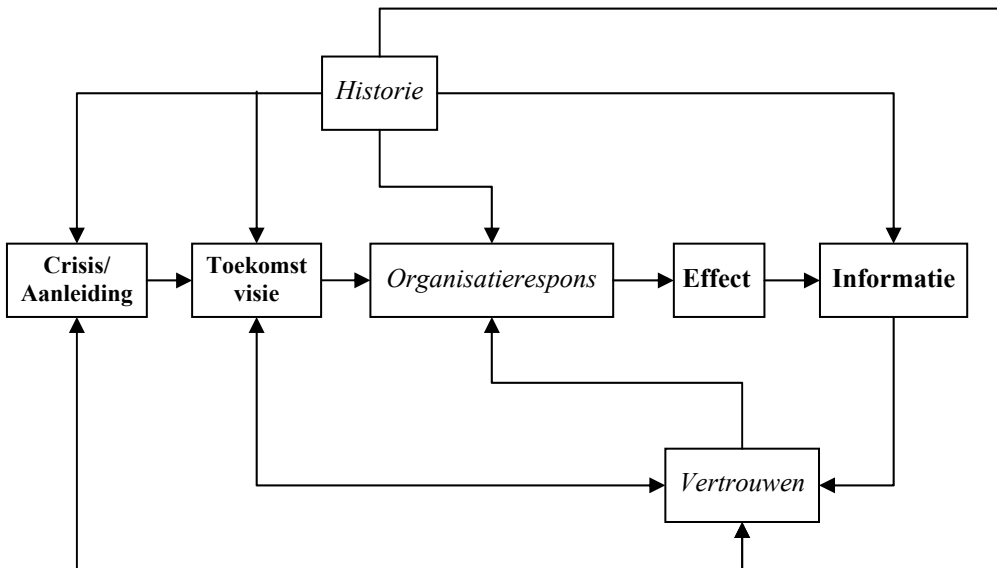 Historie
Crisis/
Aanleiding
Toekomst
visie
Organisatierespons
Effect
Informatie
Vertrouwen